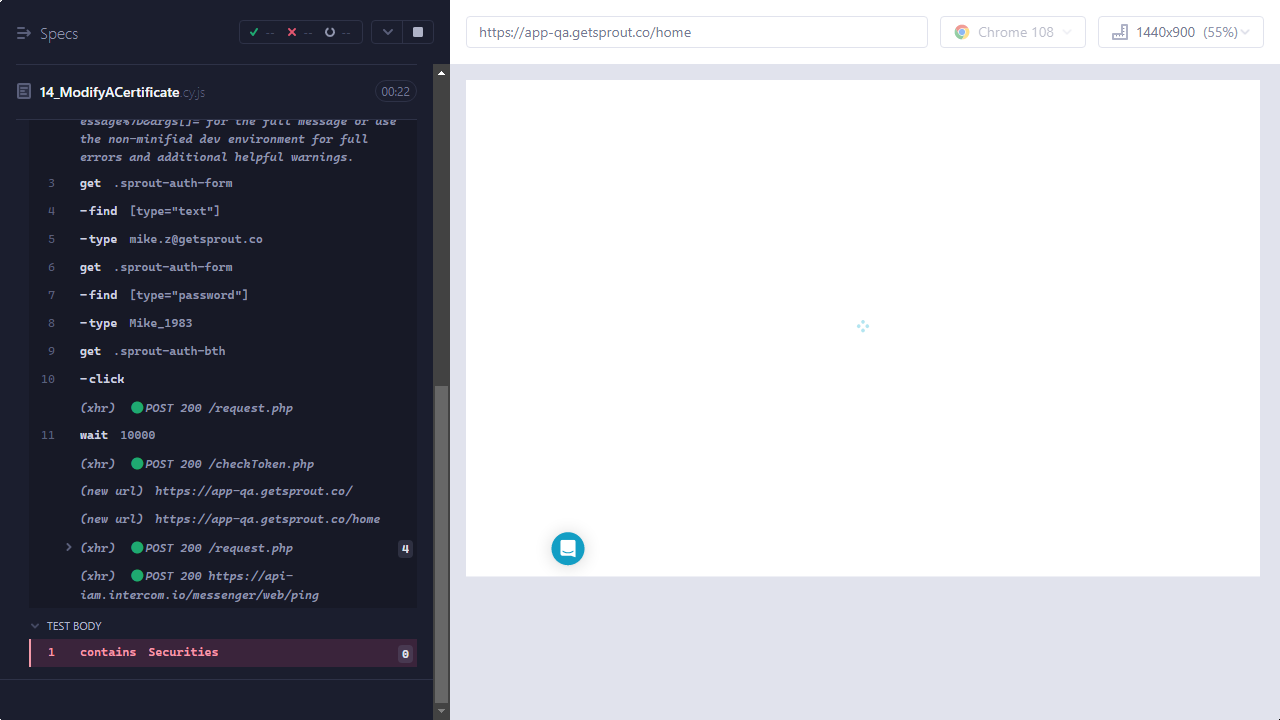 Specs
-- -- --
https://app-qa.getsprout.co/home
Chrome 108
1440x900 (55%)
14_ModifyACertificate.cy.js
00:22
essage%7D&args[]= for the full message or use
the non-minified dev environment for full
errors and additional helpful warnings.
3 get .sprout-auth-form
4 -find [type="text"]
5 -type mike.z@getsprout.co
6 get .sprout-auth-form
7 -find [type="password"]
8 -type Mike_1983
9 get .sprout-auth-bth
10 -click
(xhr) POST 200 /request.php
11 wait 10000
(xhr) POST 200 /checkToken.php
(new url) https://app-qa.getsprout.co/
(new url) https://app-qa.getsprout.co/home
(xhr) POST 200 /request.php 4
(xhr) POST 200 https://api-
iam.intercom.io/messenger/web/ping
TEST BODY
1 contains Securities 0